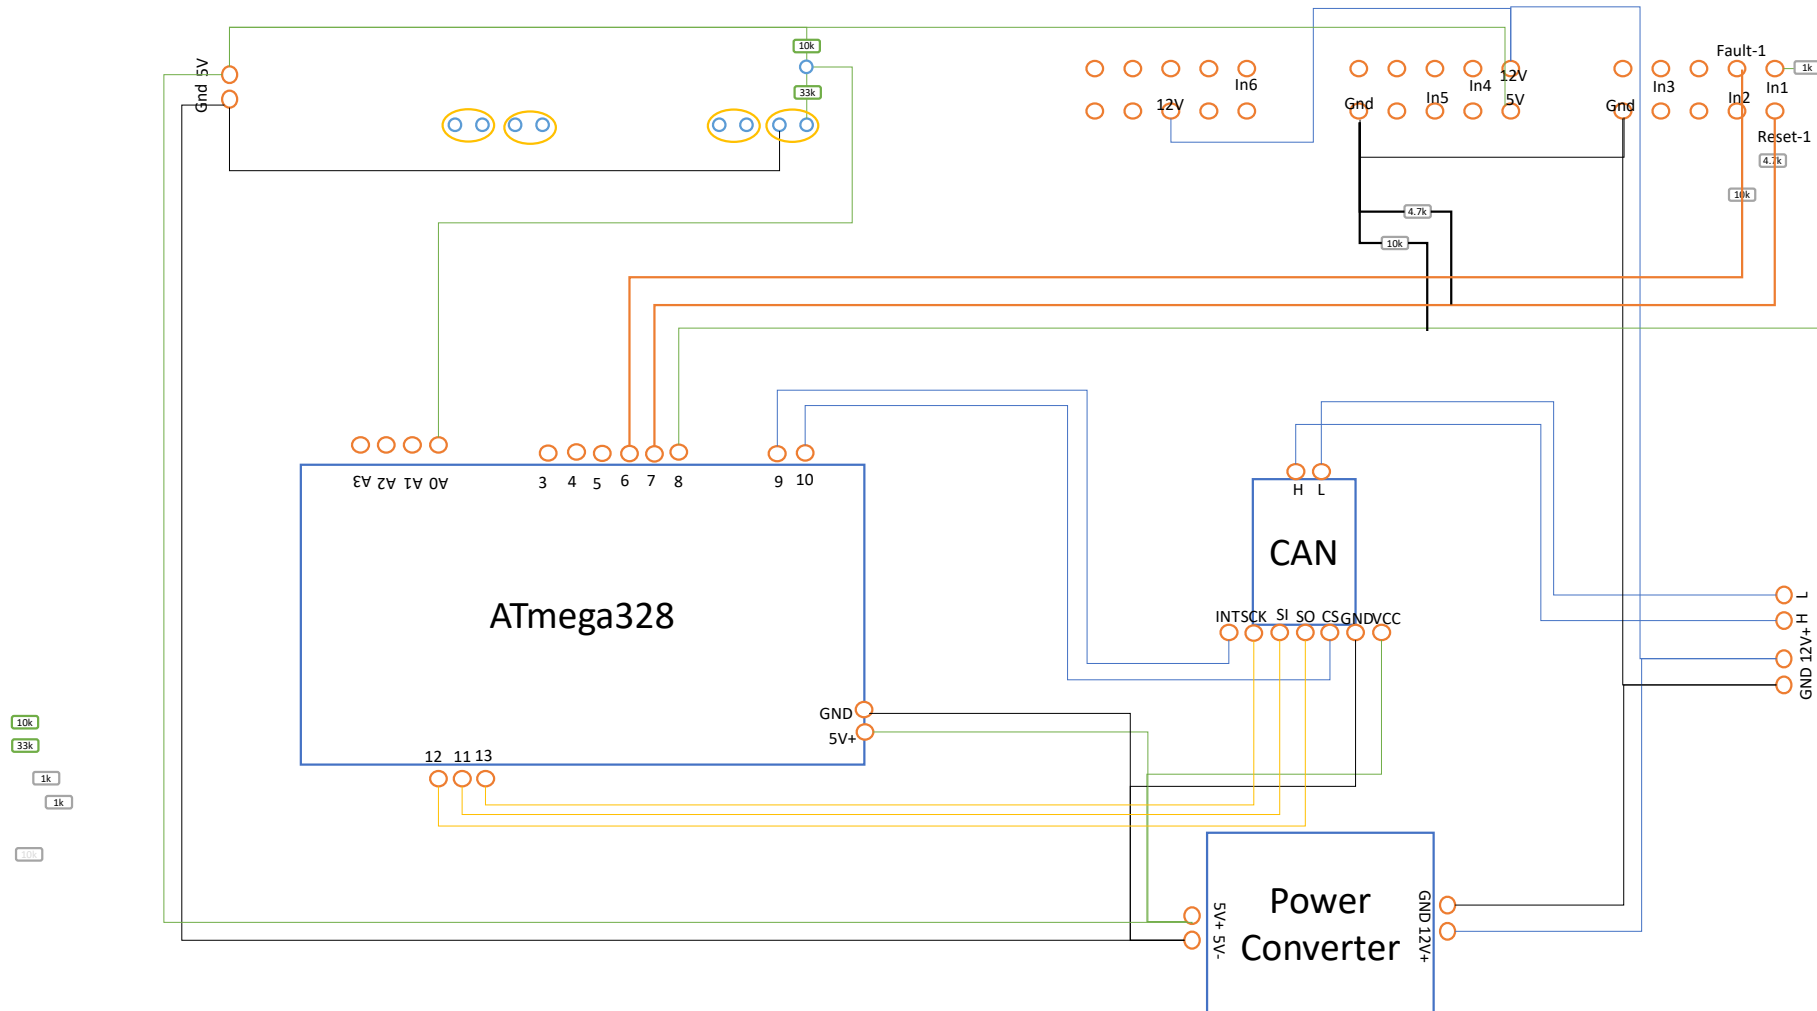 10k
Fault-1
5V
Gnd
33k
12V
In6
12V
Gnd
In5
In4
5V
Gnd
In3
In2
In1
1k
Reset-1
4.7k
10k
4.7k
10k
A3 A2 A1 A0
3 4 5 6 7 8 9 10
H L
CAN
ATmega328
INT SCK SI SO CS GND VCC
L
H
12V+
GND
GND
5V+
12 11 13
10k
33k
1k
1k
10k
Power
Converter
5V+ 5V-
GND 12V+